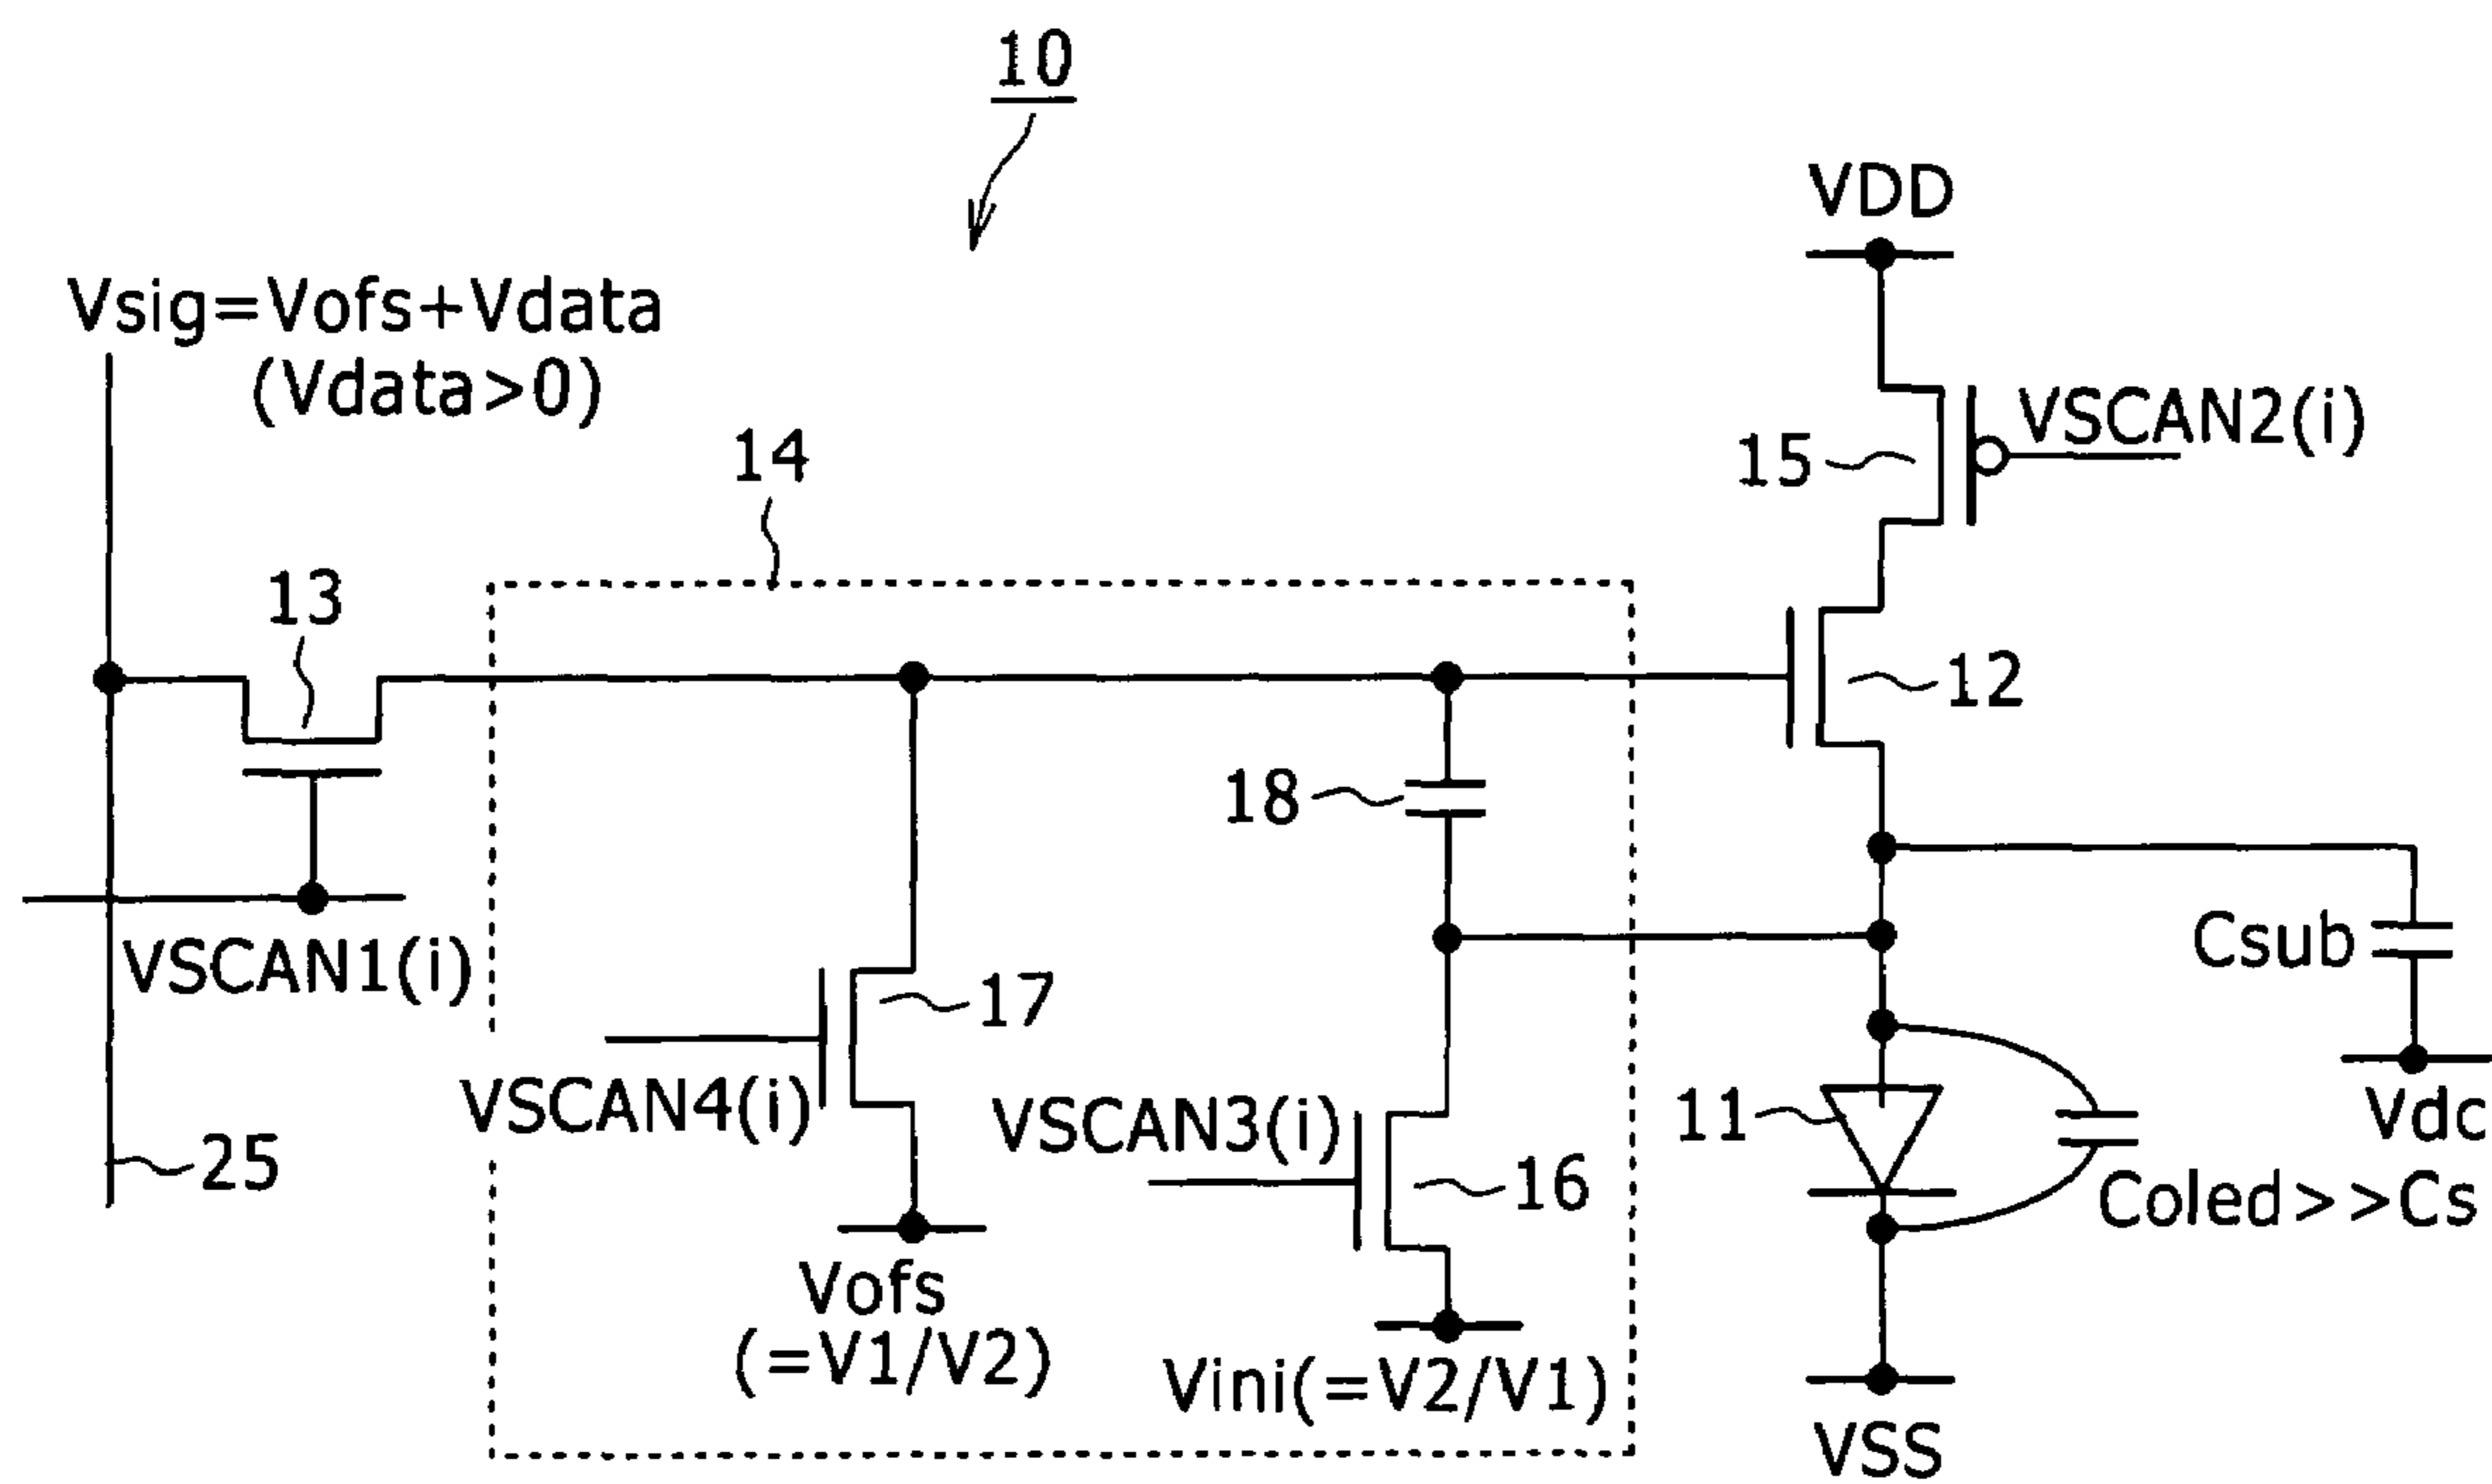 10
VDD
Vsig=Vofs+Vdata
(Vdata>0)
VSCAN2(i)
15
14
13
12
18
Csub
VSCAN1(i)
17
VSCAN4(i)
VSCAN3(i)
11
Vdc
25
16
Coled>>Cs
Vofs
(=V1/V2)
Vini(=V2/V1)
VSS